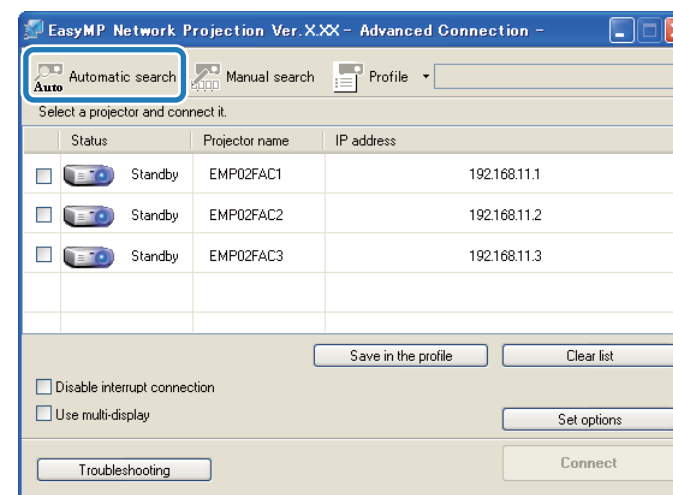 EasyMP Network Projection Ver.X.XX - Advanced Connection -
Auto Automatic search Manual search Profile
Select a projector and connect it.
Status Projector name IP address
Standby EMP02FAC1 192.168.11.1
Standby EMP02FAC2 192.168.11.2
Standby EMP02FAC3 192.168.11.3
Save in the profile Clear list
Disable interrupt connection
Use multi-display
Set options
Troubleshooting Connect